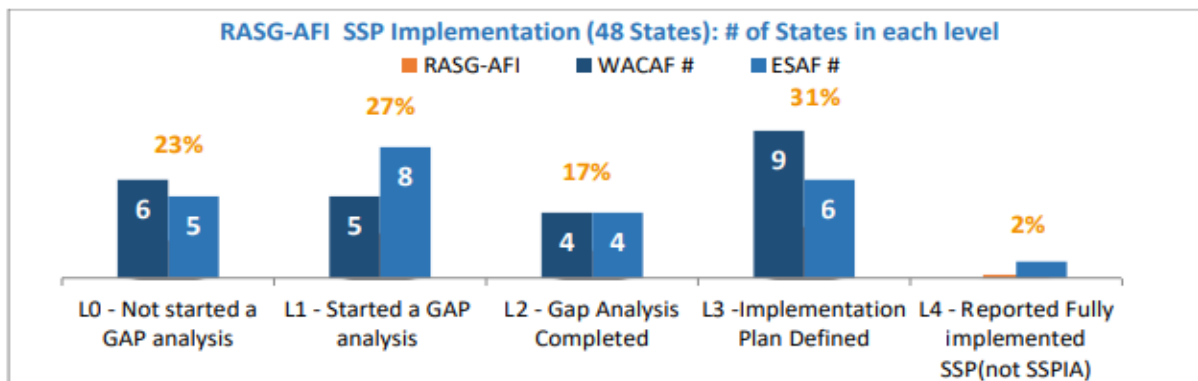 RASG-AFI SSP Implementation (48 States): # of States in each level
RASG-AFI WACAF # ESAF #
23% 27% 17% 31% 2%
6 5 5 8 4 4 9 6
L0 - Not started a GAP analysis
L1 - Started a GAP analysis
L2 - Gap Analysis Completed
L3 -Implementation Plan Defined
L4 - Reported Fully implemented SSP(not SSPIA)